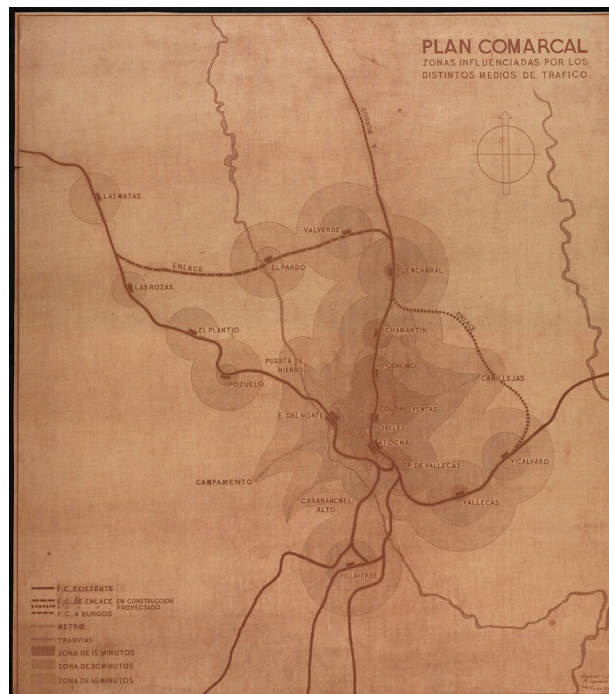 PLAN COMARCAL
ZONAS INFLUENCIADAS POR LOS
DISTINTOS MEDIOS DE TRAFICO
A BURGOS
LAS MATAS
VALVERDE
ENLACE
EL PARDO
FUENCARRAL
LAS ROZAS
ENLACE
EL PLANTIO
CHAMARTIN
PUERTA DE
HIERRO
HIPODROMO
POZUELO
CANILLEJAS
E. DEL NORTE
COLON
VENTAS
CIBELES
ATOCHA
P. DE VALLECAS
VICALVARO
CAMPAMENTO
CARABANCHEL
ALTO
VALLECAS
VILLAVERDE
F.C. EXISTENTE
F.C. DE ENLACE EN CONSTRUCCION
PROYECTADO
F.C. A BURGOS
METRO
TRANVIAS
ZONA DE 15 MINUTOS
ZONA DE 30 MINUTOS
ZONA DE 45 MINUTOS